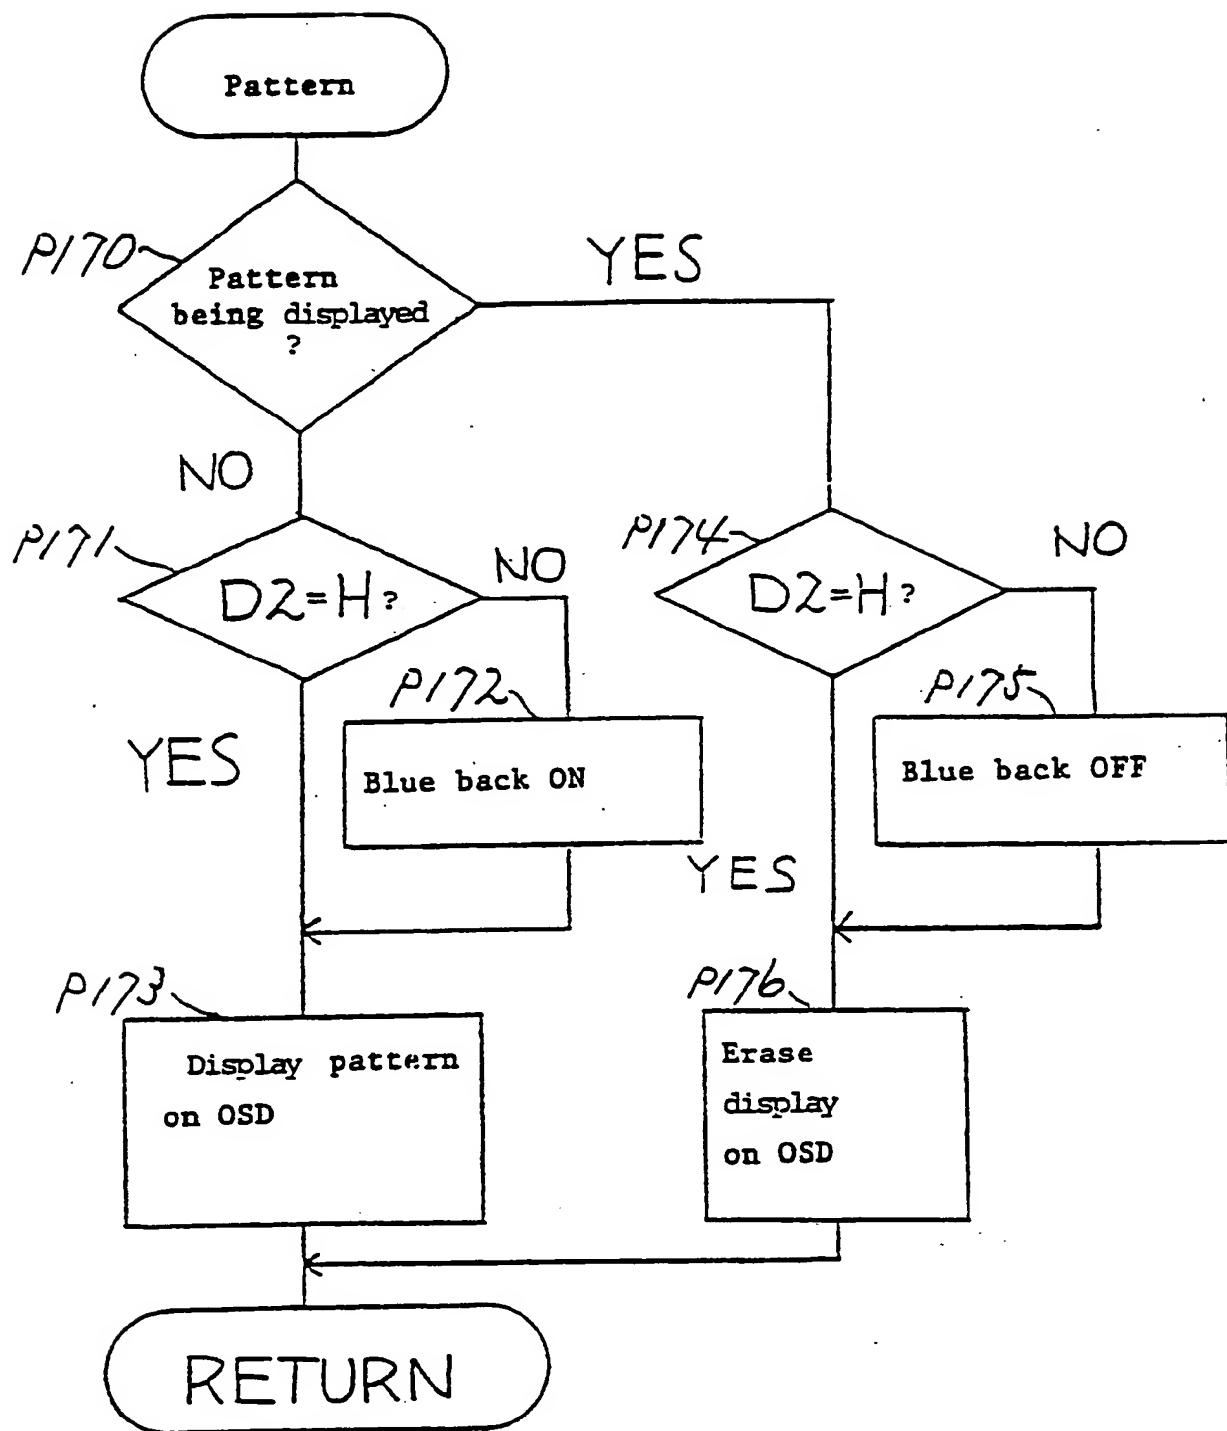 Pattern
P170
YES
Pattern
being displayed
?
NO
P171
D2=H?
NO
P172
Blue back ON
YES
P173
Display pattern
on OSD
P174
D2=H?
NO
P175
Blue back OFF
YES
P176
Erase
display
on OSD
RETURN